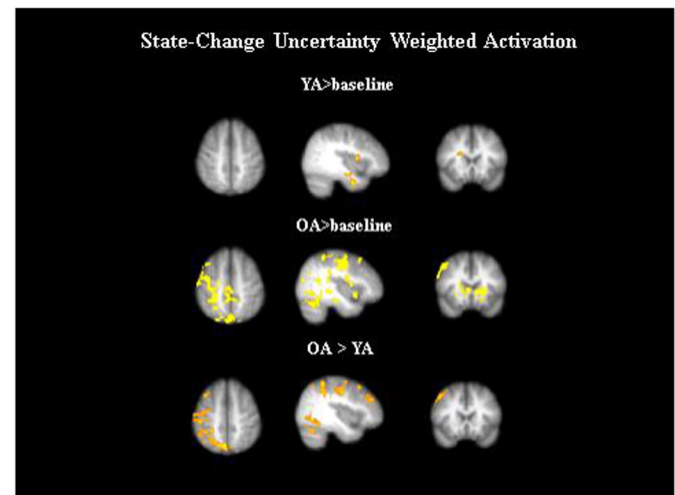 State-Change Uncertainty Weighted Activation
YA>baseline
OA>baseline
OA > YA